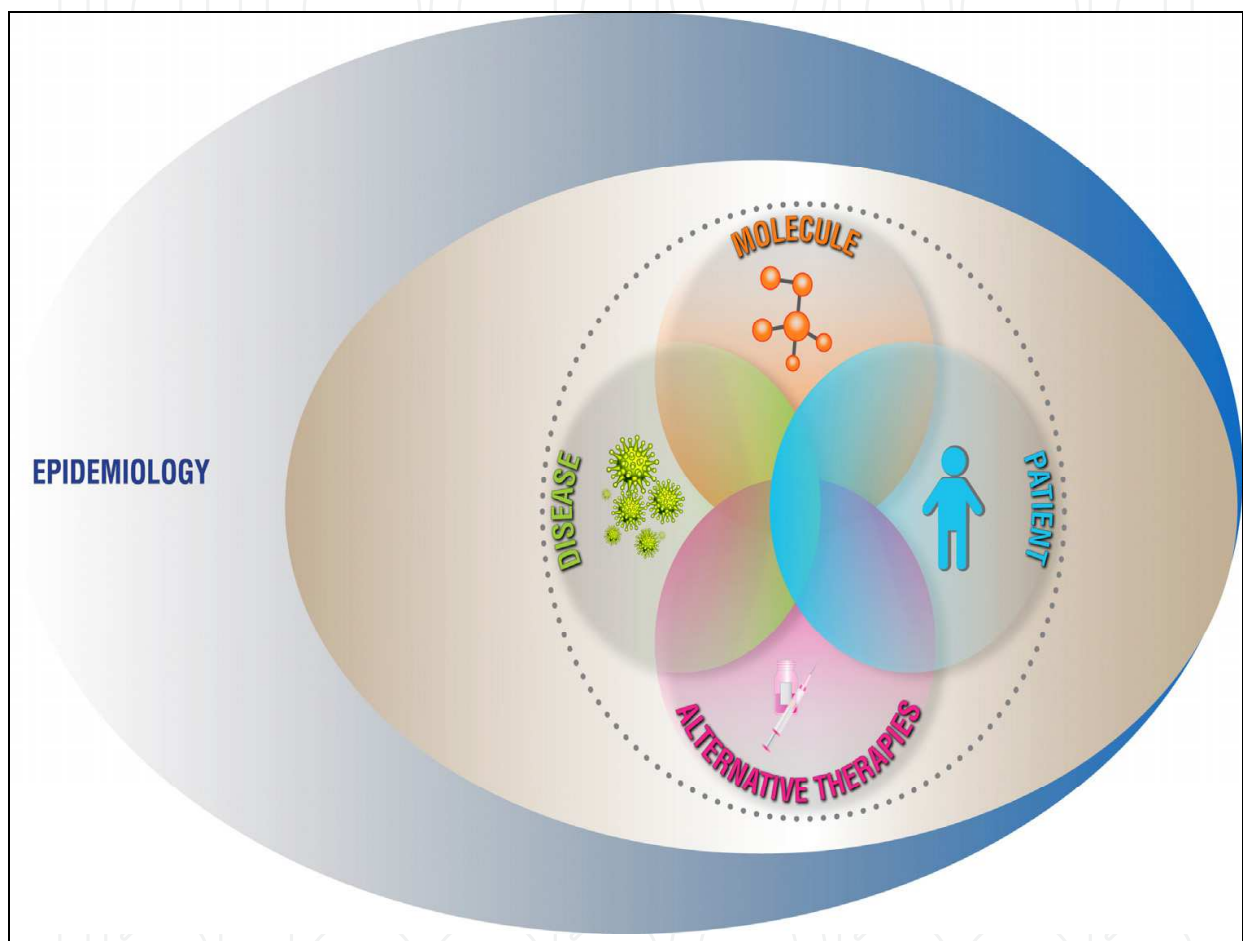 MOLECULE
EPIDEMIOLOGY
DISEASE
PATIENT
ALTERNATIVE THERAPIES